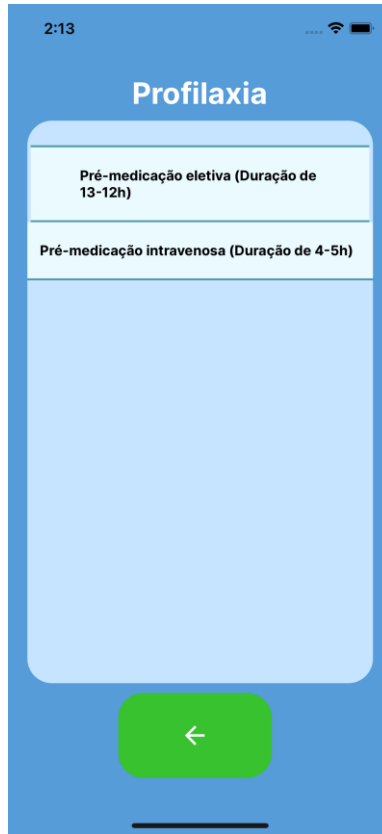 2:13
Profilaxia
Pré-medicação eletiva (Duração de
13-12h)
Pré-medicação intravenosa (Duração de 4-5h)